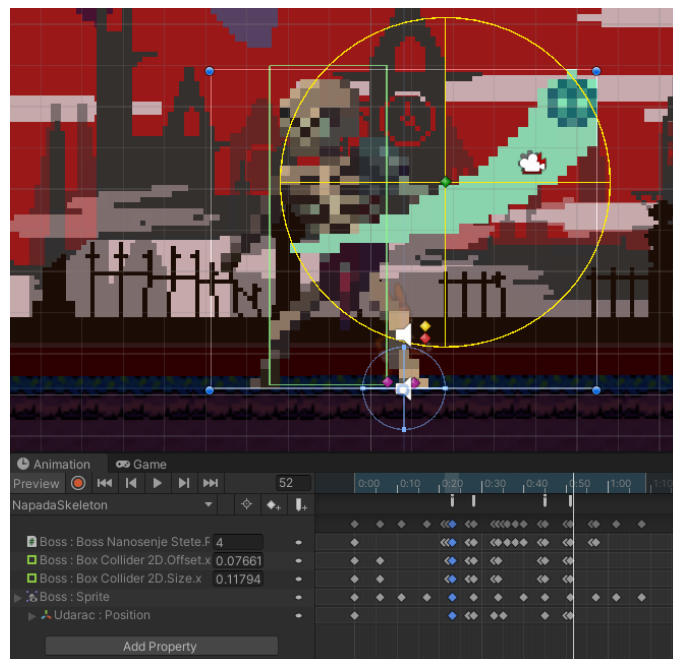 Animation Game
Preview 52 0:00 0:10 0:20 0:30 0:40 0:50 1:00 1:10
NapadaSkeleton
Boss : Boss Nanosenje Stete.F 4
Boss : Box Collider 2D.Offset.x 0.07661
Boss : Box Collider 2D.Size.x 0.11794
Boss : Sprite
Udarac : Position
Add Property